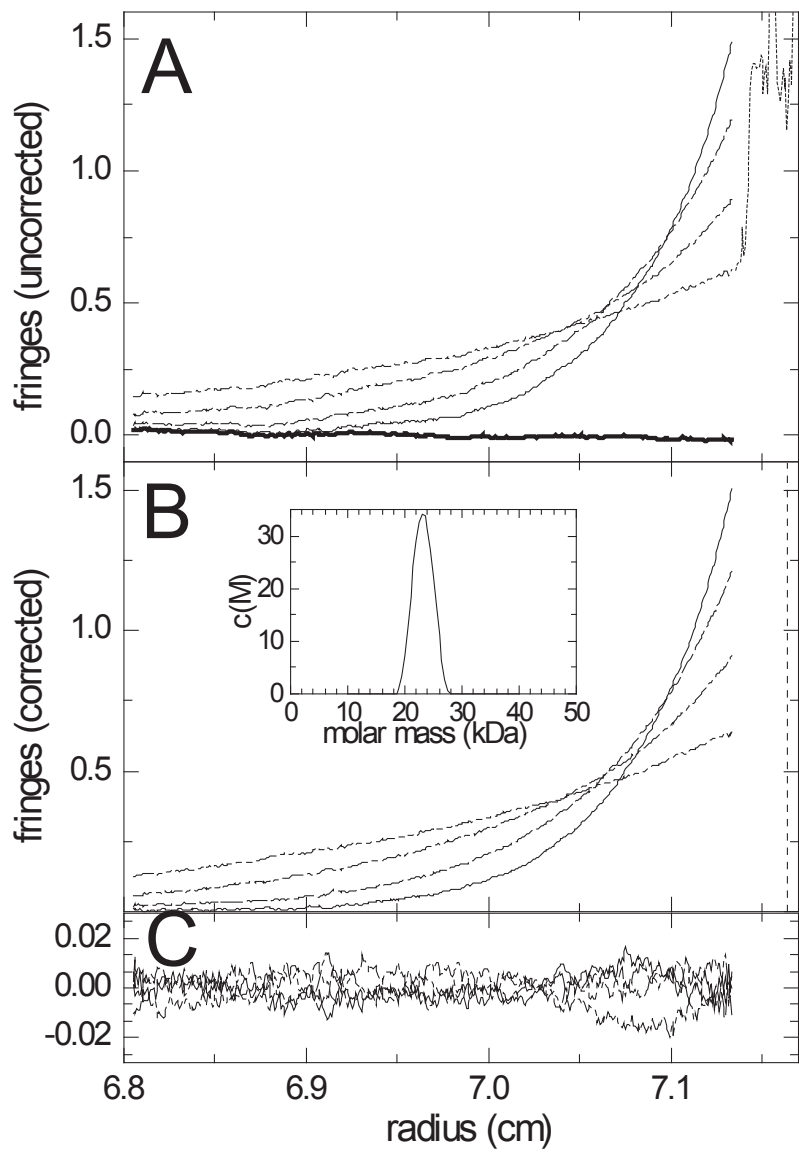 A
1.5
1.0
0.5
0.0
fringes (uncorrected)
B
1.5
1.0
0.5
fringes (corrected)
30
20
10
0
c(M)
0 10 20 30 40 50
molar mass (kDa)
C
0.02
0.00
-0.02
6.8 6.9 7.0 7.1
radius (cm)